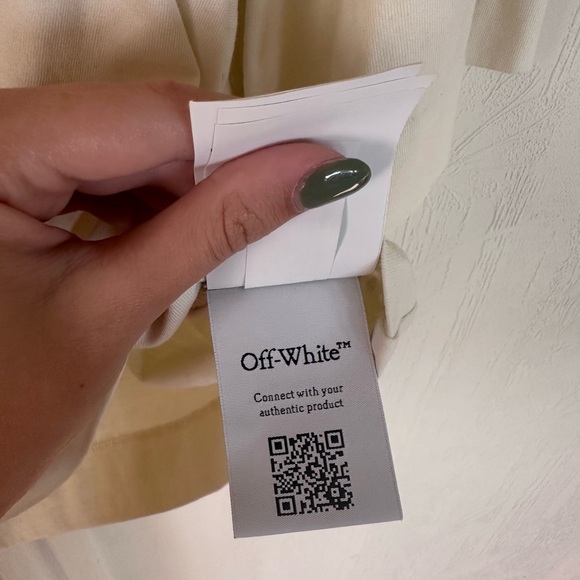 Off-White™
Connect with your
authentic product